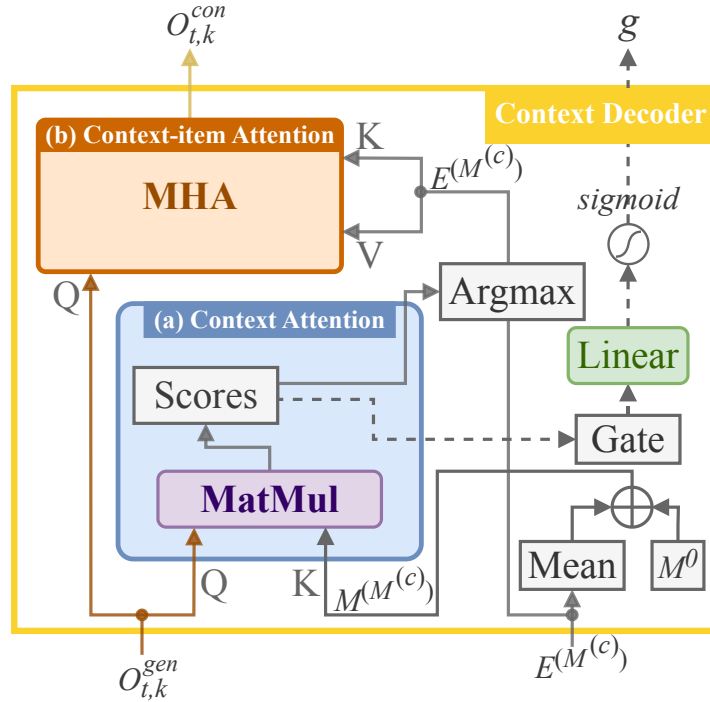 O_{t,k}^{con}
g
Context Decoder
(b) Context-item Attention
K
MHA
E^{(M^{(c)})}
sigmoid
V
Q
Argmax
(a) Context Attention
Linear
Scores
Gate
MatMul
Q
K
M^{(M^{(c)})}
Mean
M^0
O_{t,k}^{gen}
E^{(M^{(c)})}